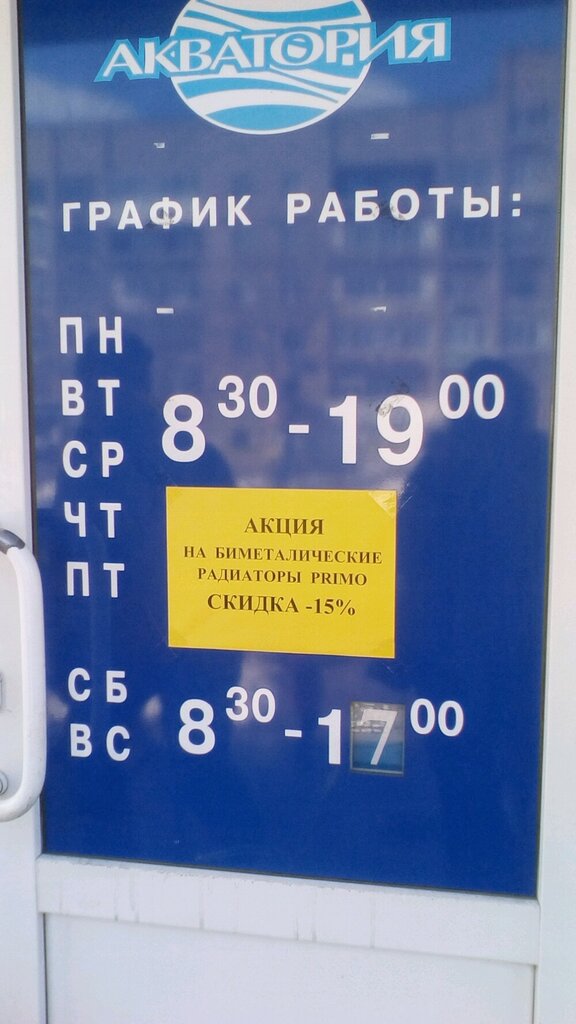 АКВАТОРИЯ
ГРАФИК РАБОТЫ:
ПН
ВТ
СР
ЧТ
ПТ
8 30 - 19 00
АКЦИЯ
НА БИМЕТАЛИЧЕСКИЕ
РАДИАТОРЫ PRIMO
СКИДКА -15%
СБ
ВС
8 30 - 17 00